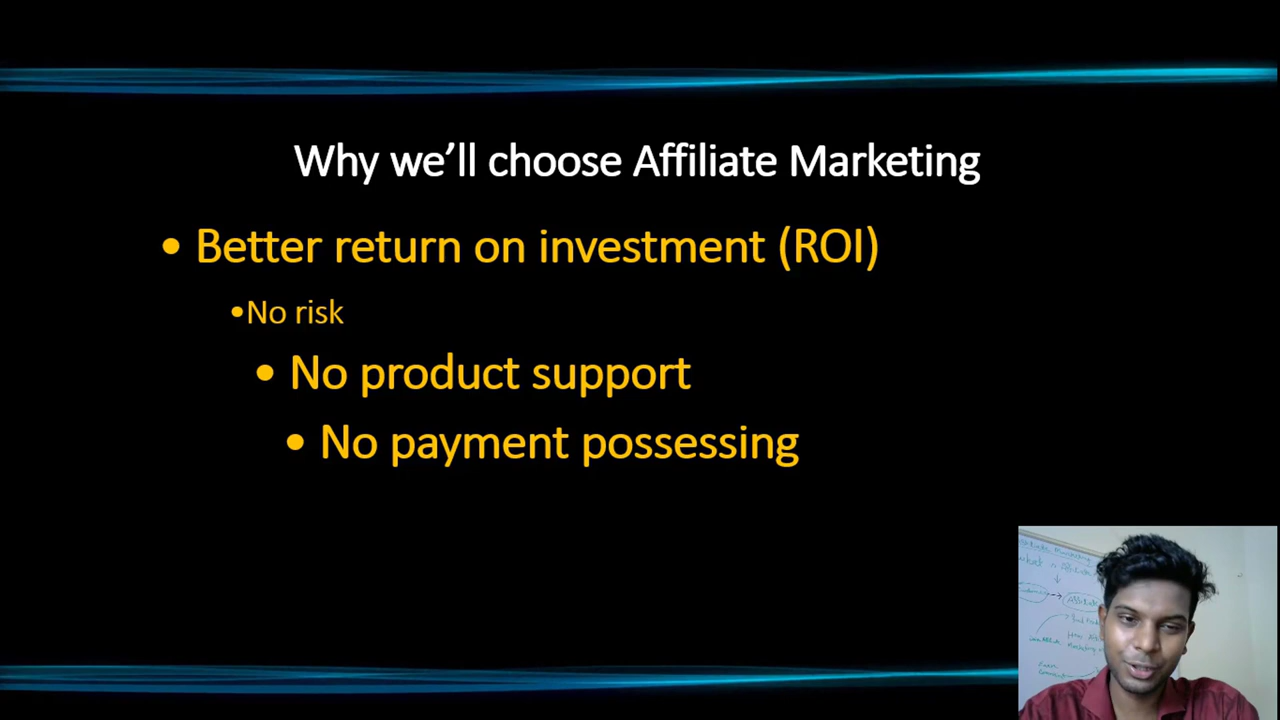 Why we'll choose Affiliate Marketing
• Better return on investment (ROI)
• No risk
• No product support
• No payment possessing